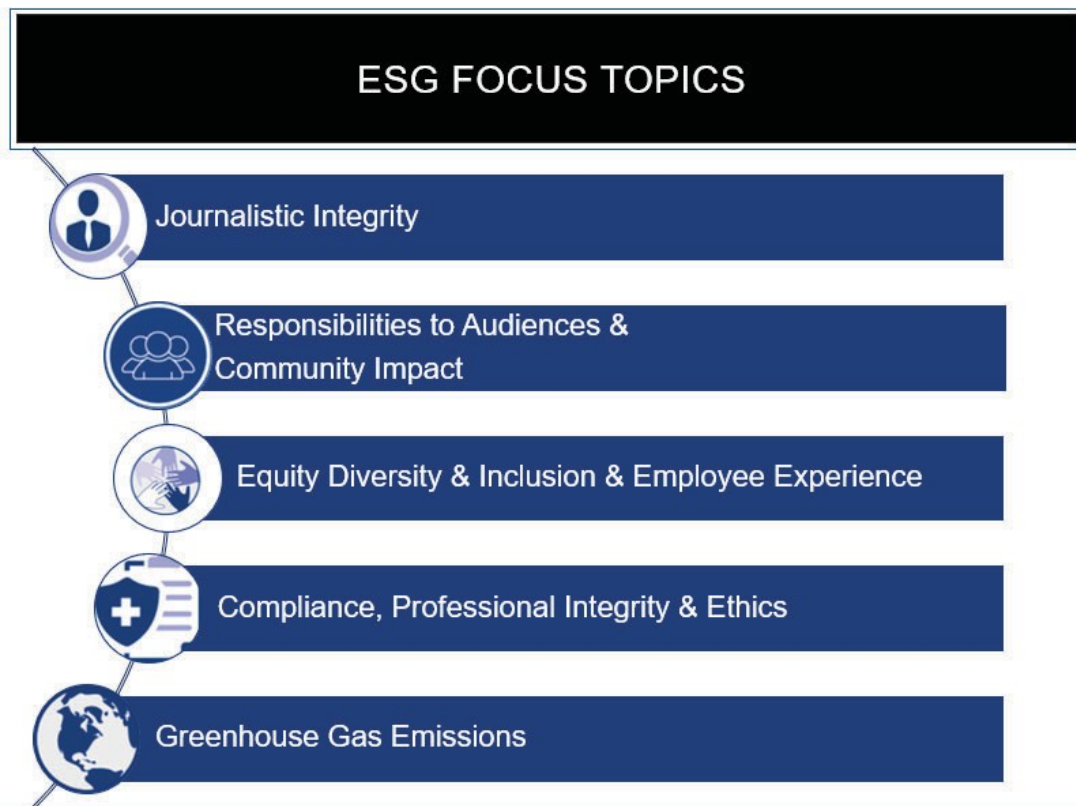 ESG FOCUS TOPICS
Journalistic Integrity
Responsibilities to Audiences &
Community Impact
Equity Diversity & Inclusion & Employee Experience
Compliance, Professional Integrity & Ethics
Greenhouse Gas Emissions